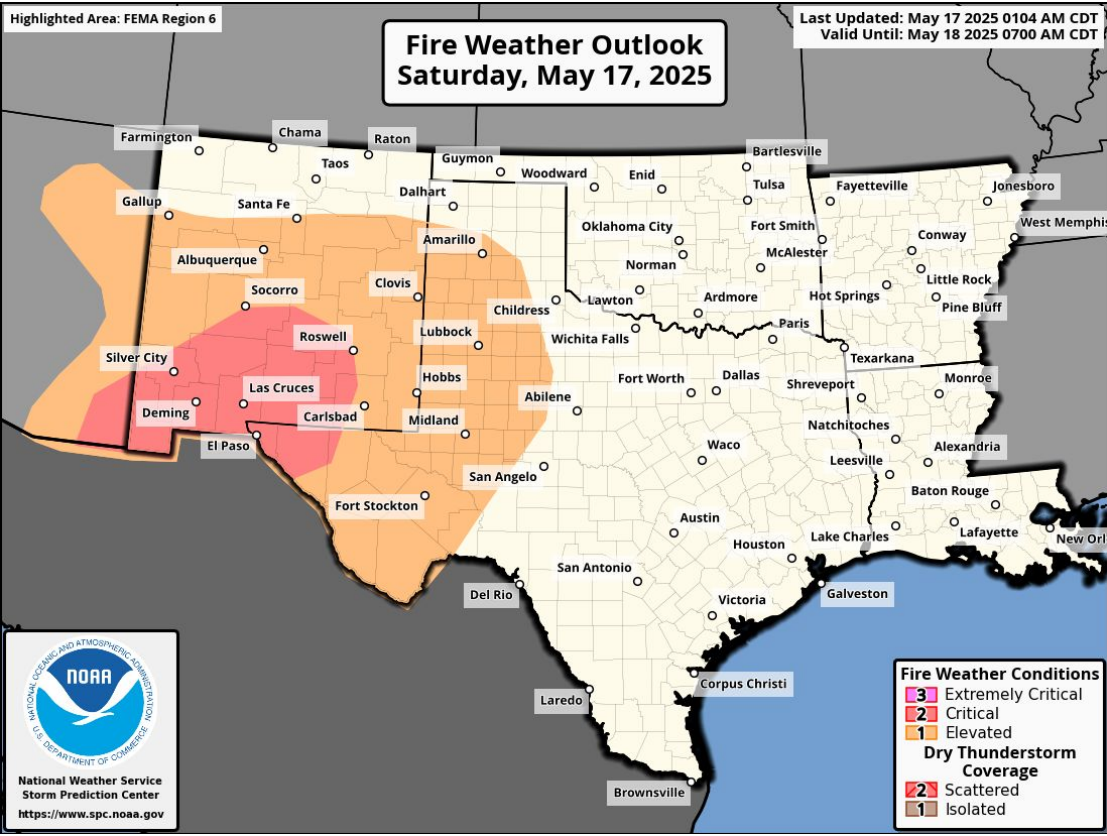 Highlighted Area: FEMA Region 6
Last Updated: May 17 2025 0104 AM CDT
Valid Until: May 18 2025 0700 AM CDT
Fire Weather Outlook
Saturday, May 17, 2025
Farmington
Chama
Raton
Taos
Guymon
Woodward
Enid
Bartlesville
Tulsa
Fayetteville
Jonesboro
Dalhart
Gallup
Santa Fe
West Memphis
Oklahoma City
Fort Smith
Conway
Amarillo
Albuquerque
Norman
McAlester
Little Rock
Socorro
Clovis
Childress
Lawton
Ardmore
Hot Springs
Pine Bluff
Roswell
Lubbock
Wichita Falls
Paris
Silver City
Texarkana
Las Cruces
Hobbs
Fort Worth
Dallas
Shreveport
Monroe
Deming
Carlsbad
Midland
Abilene
Natchitoches
El Paso
Waco
Leesville
Alexandria
San Angelo
Fort Stockton
Baton Rouge
Austin
Lake Charles
Lafayette
New Orl
Houston
San Antonio
Del Rio
Victoria
Galveston
Corpus Christi
Laredo
Brownsville
NATIONAL OCEANIC AND ATMOSPHERIC ADMINISTRATION
NOAA
U.S. DEPARTMENT OF COMMERCE
National Weather Service
Storm Prediction Center
https://www.spc.noaa.gov
Fire Weather Conditions
3 Extremely Critical
2 Critical
1 Elevated
Dry Thunderstorm
Coverage
2 Scattered
1 Isolated